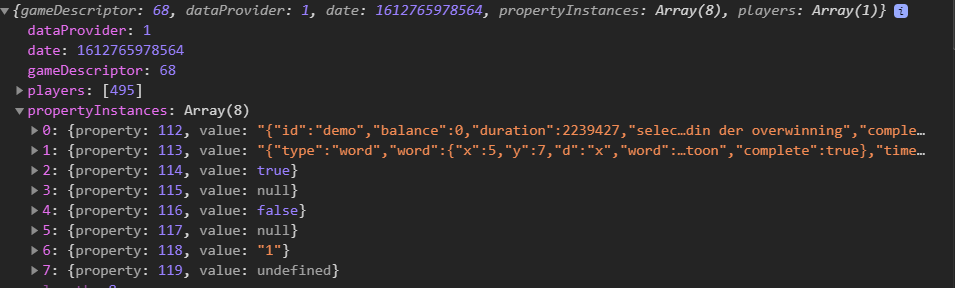 {gameDescriptor: 68, dataProvider: 1, date: 1612765978564, propertyInstances: Array(8), players: Array(1)} i
dataProvider: 1
date: 1612765978564
gameDescriptor: 68
players: [495]
propertyInstances: Array(8)
0: {property: 112, value: "{"id":"demo","balance":0,"duration":2239427,"selec…din der overwinning","comple…
1: {property: 113, value: "{"type":"word","word":{"x":5,"y":7,"d":"x","word":…toon","complete":true},"time…
2: {property: 114, value: true}
3: {property: 115, value: null}
4: {property: 116, value: false}
5: {property: 117, value: null}
6: {property: 118, value: "1"}
7: {property: 119, value: undefined}